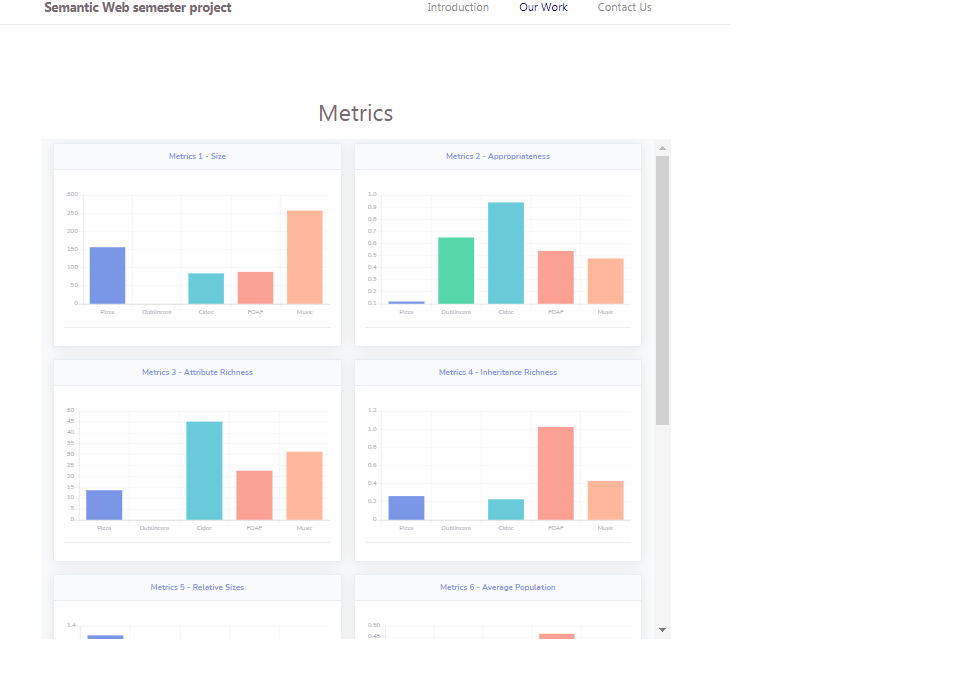 Semantic Web semester project
Introduction
Our Work
Contact Us
Metrics
Metrics 1 - Size
300
250
200
150
100
50
0
Pizza
Dublincore
Cidoc
FOAF
Music
Metrics 2 - Appropriateness
1.0
0.9
0.8
0.7
0.6
0.5
0.4
0.3
0.2
0.1
Pizza
Dublincore
Cidoc
FOAF
Music
Metrics 3 - Attribute Richness
50
45
40
35
30
25
20
15
10
5
0
Pizza
Dublincore
Cidoc
FOAF
Music
Metrics 4 - Inheritance Richness
1.2
1.0
0.8
0.6
0.4
0.2
0
Pizza
Dublincore
Cidoc
FOAF
Music
Metrics 5 - Relative Sizes
1.4
Metrics 6 - Average Population
0.50
0.45